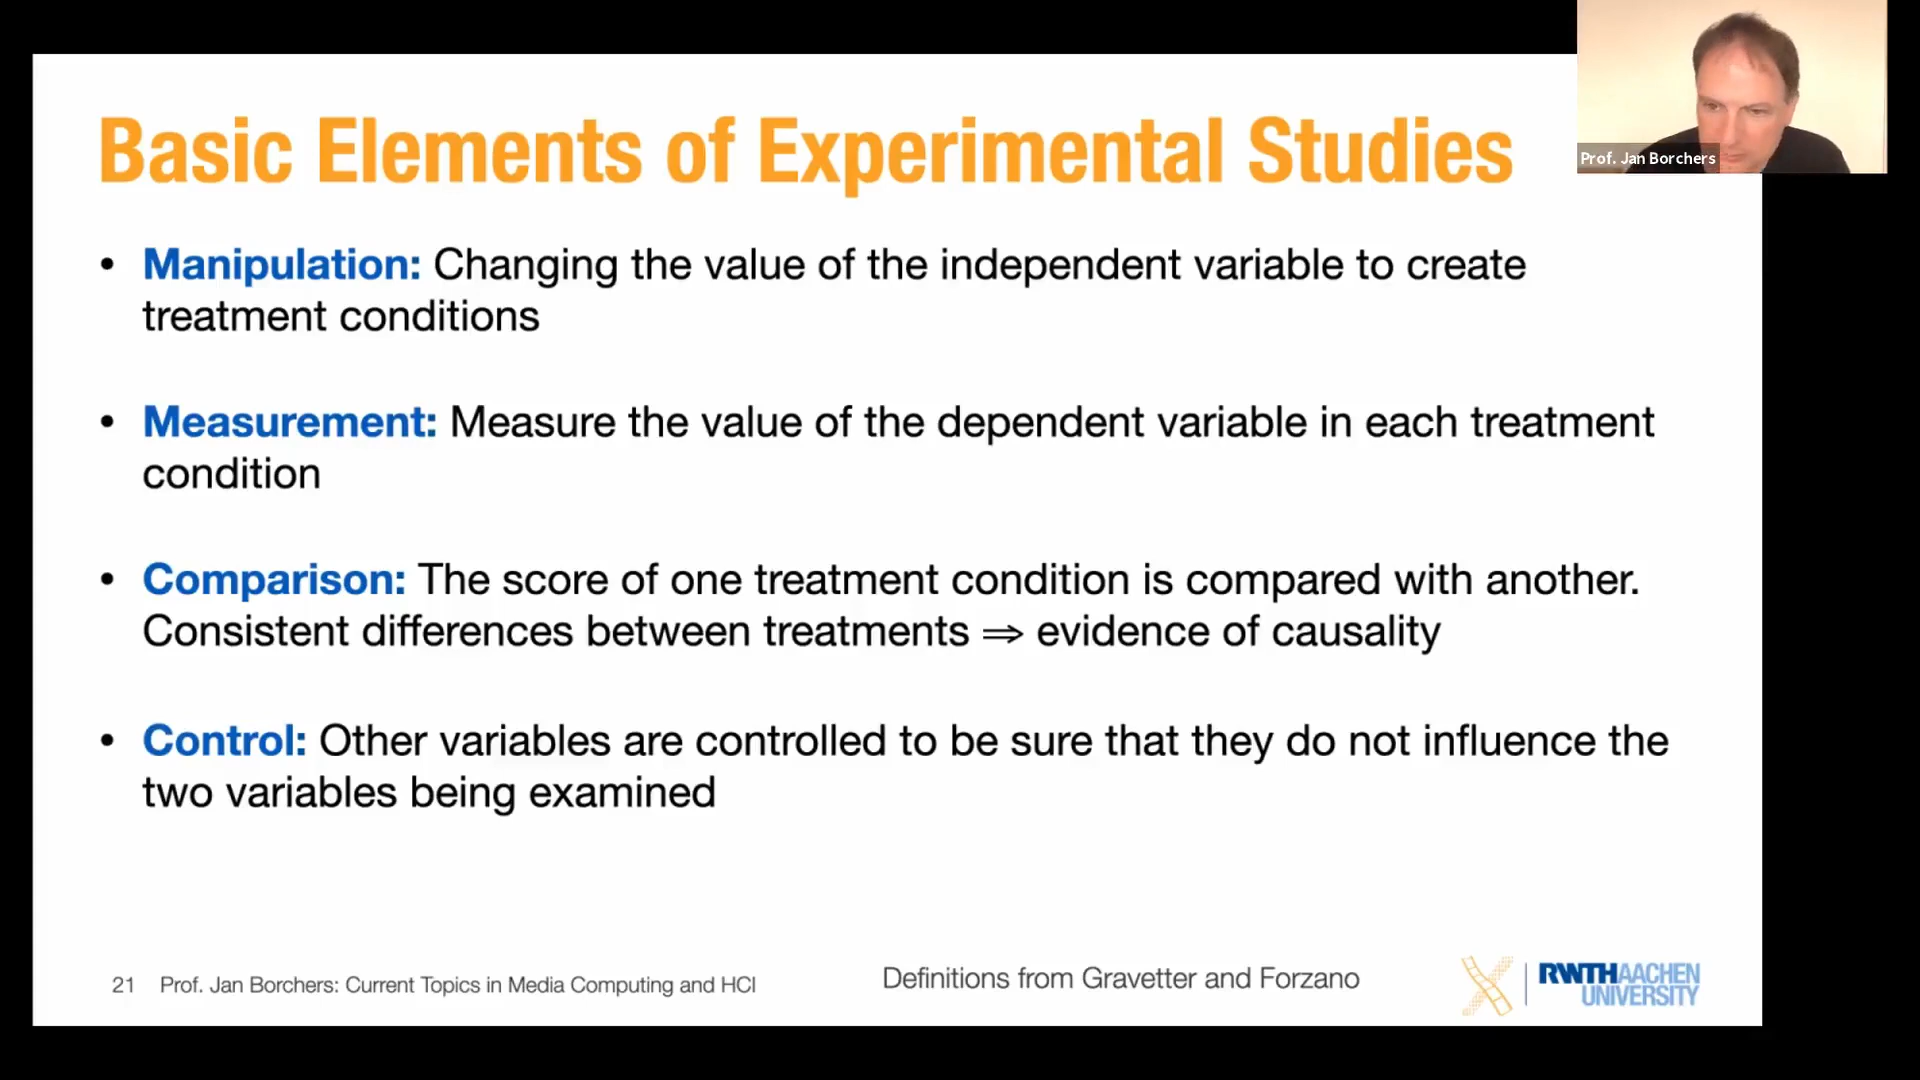 Basic Elements of Experimental Studies
Prof. Jan Borchers
• Manipulation: Changing the value of the independent variable to create
treatment conditions
• Measurement: Measure the value of the dependent variable in each treatment
condition
• Comparison: The score of one treatment condition is compared with another.
Consistent differences between treatments ⇒ evidence of causality
• Control: Other variables are controlled to be sure that they do not influence the
two variables being examined
21 Prof. Jan Borchers: Current Topics in Media Computing and HCI
Definitions from Gravetter and Forzano
RWTHAACHEN
UNIVERSITY